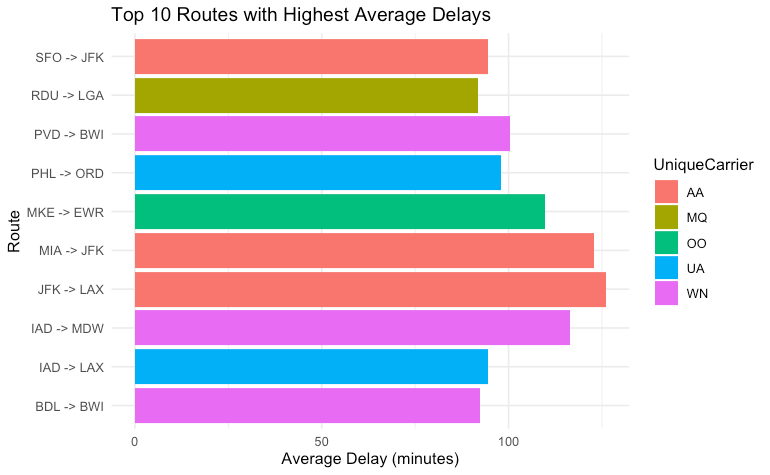 Top 10 Routes with Highest Average Delays
SFO -> JFK
RDU -> LGA
PVD -> BWI
PHL -> ORD
MKE -> EWR
MIA -> JFK
JFK -> LAX
IAD -> MDW
IAD -> LAX
BDL -> BWI
Route
0 50 100
Average Delay (minutes)
UniqueCarrier
AA
MQ
OO
UA
WN